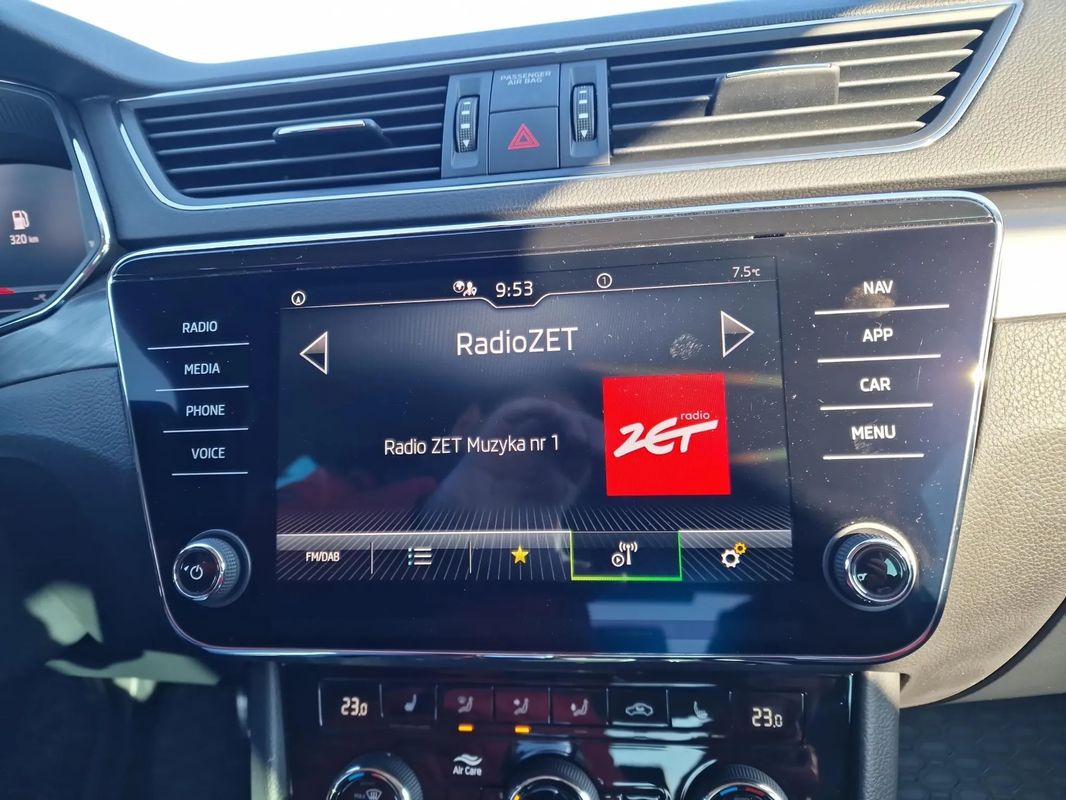 PASSENGER
AIR BAG
320 km
9:53
1
7.5°C
RadioZET
Radio ZET Muzyka nr 1
radio
ZET
FM/DAB
RADIO
MEDIA
PHONE
VOICE
NAV
APP
CAR
MENU
23.0
23.0
Air Care